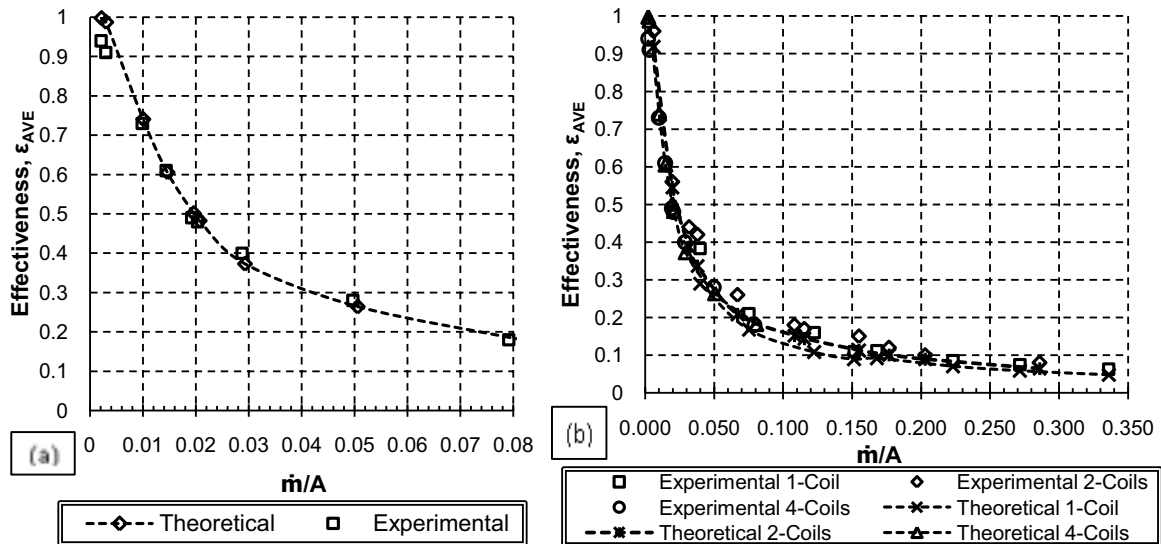 Effectiveness, εAVE
1
0.9
0.8
0.7
0.6
0.5
0.4
0.3
0.2
0.1
0
0 0.01 0.02 0.03 0.04 0.05 0.06 0.07 0.08
(a)
ṁ/A
Theoretical Experimental
Effectiveness, εAVE
1
0.9
0.8
0.7
0.6
0.5
0.4
0.3
0.2
0.1
0
0.000 0.050 0.100 0.150 0.200 0.250 0.300 0.350
(b)
ṁ/A
Experimental 1-Coil Experimental 2-Coils
Experimental 4-Coils Theoretical 1-Coil
Theoretical 2-Coils Theoretical 4-Coils